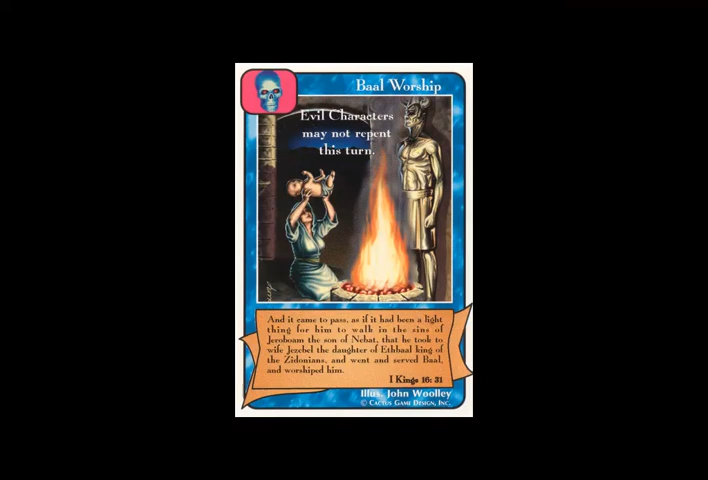 Baal Worship
Evil Characters
may not repent
this turn.
And it came to pass, as if it had been a light
thing for him to walk in the sins of
Jeroboam the son of Nebat, that he took to
wife Jezebel the daughter of Ethbaal king of
the Zidonians, and went and served Baal,
and worshiped him.
I Kings 16: 31
Illus. John Woolley
© Cactus Game Design, Inc.